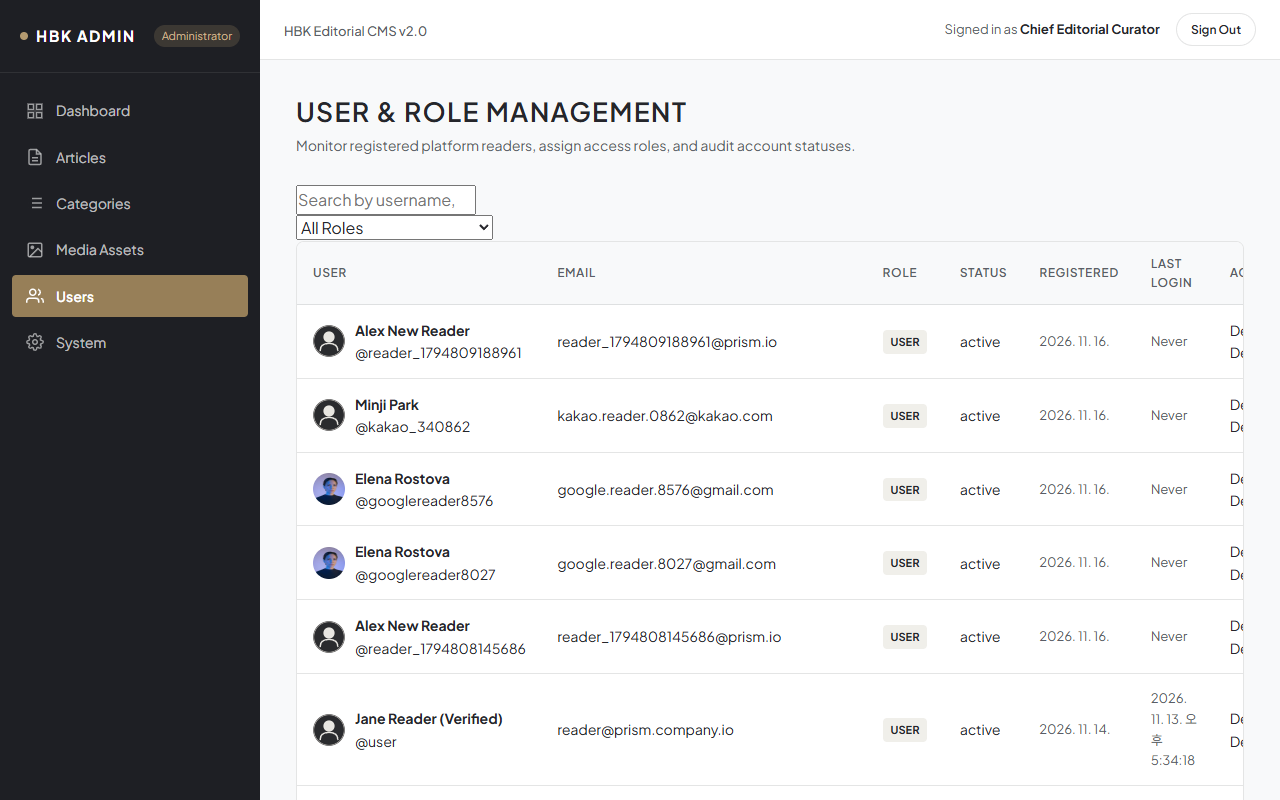 HBK ADMIN
Administrator
HBK Editorial CMS v2.0
Signed in as Chief Editorial Curator
Sign Out
Dashboard
Articles
Categories
Media Assets
Users
System
USER & ROLE MANAGEMENT
Monitor registered platform readers, assign access roles, and audit account statuses.
Search by username,
All Roles
USER EMAIL ROLE STATUS REGISTERED LAST LOGIN
Alex New Reader
@reader_1794809188961
reader_1794809188961@prism.io
USER
active
2026. 11. 16.
Never
Minji Park
@kakao_340862
kakao.reader.0862@kakao.com
USER
active
2026. 11. 16.
Never
Elena Rostova
@googlereader8576
google.reader.8576@gmail.com
USER
active
2026. 11. 16.
Never
Elena Rostova
@googlereader8027
google.reader.8027@gmail.com
USER
active
2026. 11. 16.
Never
Alex New Reader
@reader_1794808145686
reader_1794808145686@prism.io
USER
active
2026. 11. 16.
Never
Jane Reader (Verified)
@user
reader@prism.company.io
USER
active
2026. 11. 14.
2026.
11. 13. 오
후
5:34:18